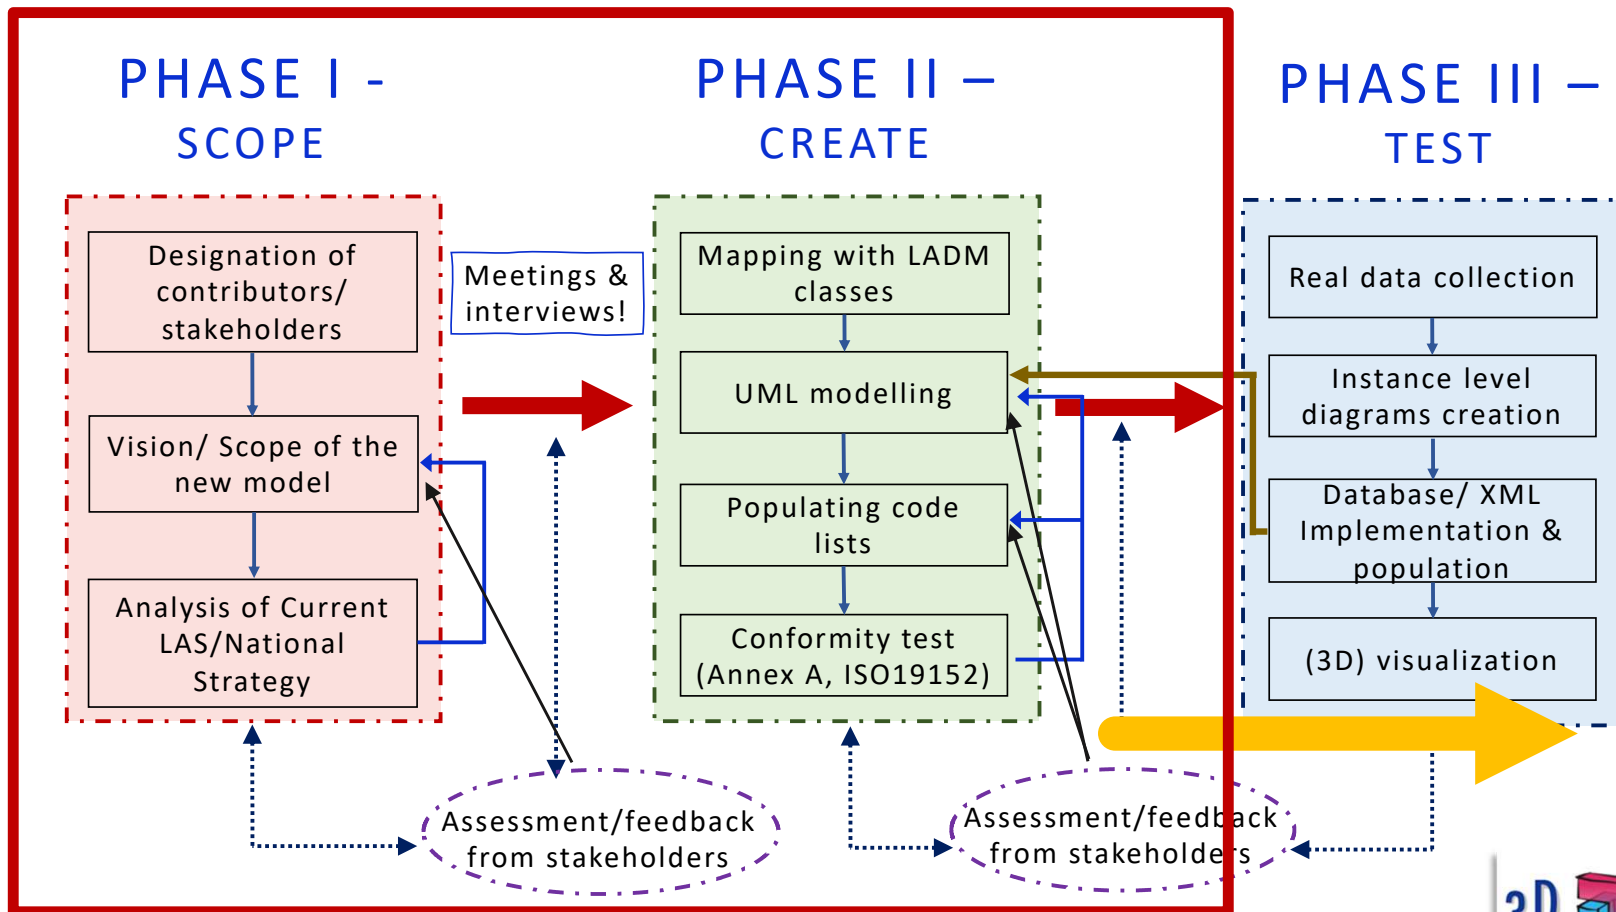 PHASE I -
SCOPE
PHASE II –
CREATE
PHASE III –
TEST
Designation of
contributors/
stakeholders
Vision/ Scope of the
new model
Analysis of Current
LAS/National
Strategy
Meetings &
interviews!
Mapping with LADM
classes
UML modelling
Populating code
lists
Conformity test
(Annex A, ISO19152)
Real data collection
Instance level
diagrams creation
Database/ XML
Implementation &
population
(3D) visualization
Assessment/feedback
from stakeholders
Assessment/feedback
from stakeholders
3D